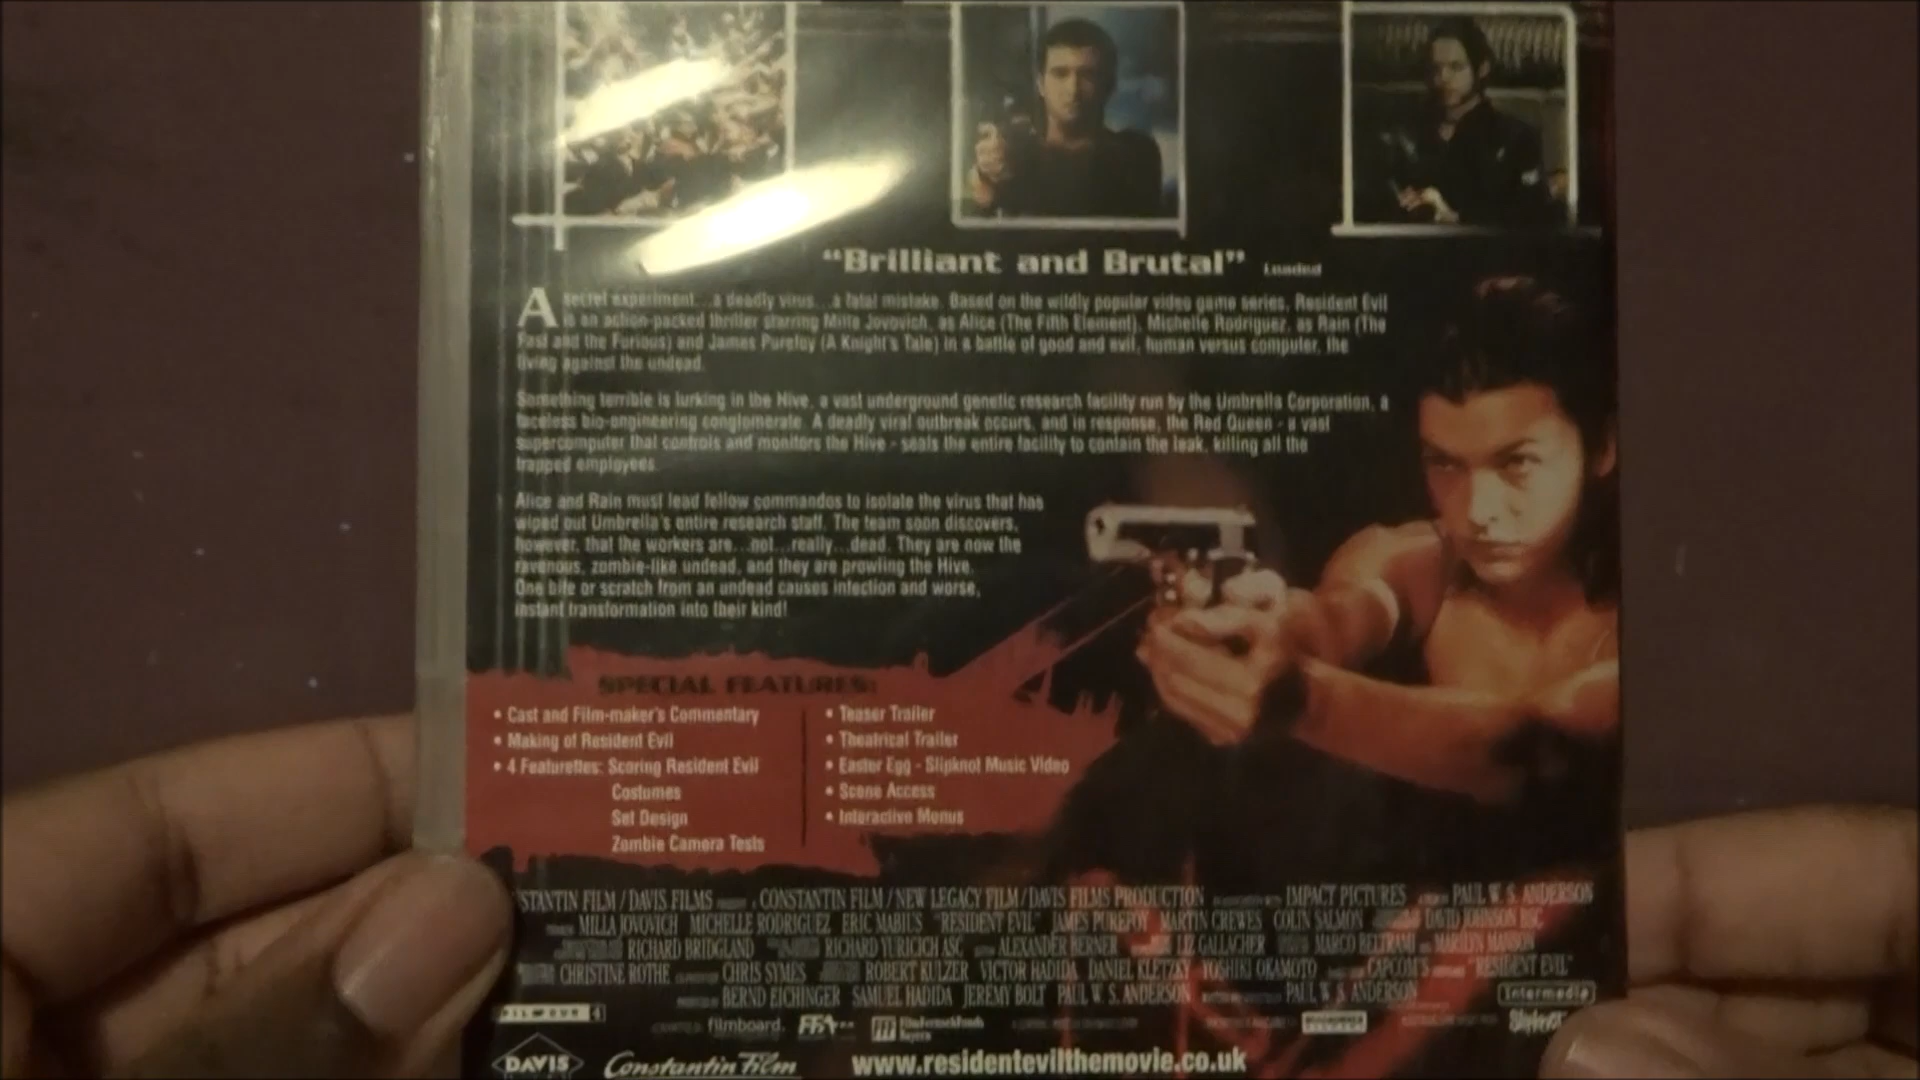 "Brilliant and Brutal" Loaded
A secret experiment...a deadly virus...a fatal mistake. Based on the wildly popular video game series, Resident Evil
is an action-packed thriller starring Milla Jovovich, as Alice (The Fifth Element), Michelle Rodriguez, as Rain (The
Fast and the Furious) and James Purefoy (A Knight's Tale) in a battle of good and evil, human versus computer, the
living against the undead.
Something terrible is lurking in the Hive, a vast underground genetic research facility run by the Umbrella Corporation, a
faceless bio-engineering conglomerate. A deadly viral outbreak occurs, and in response, the Red Queen - a vast
supercomputer that controls and monitors the Hive - seals the entire facility to contain the leak, killing all the
trapped employees.
Alice and Rain must lead fellow commandos to isolate the virus that has
wiped out Umbrella's entire research staff. The team soon discovers,
however, that the workers are...not...really...dead. They are now the
ravenous, zombie-like undead, and they are prowling the Hive.
One bite or scratch from an undead causes infection and worse,
instant transformation into their kind!
SPECIAL FEATURES:
• Cast and Film-maker's Commentary
• Making of Resident Evil
• 4 Featurettes: Scoring Resident Evil
Costumes
Set Design
Zombie Camera Tests
• Teaser Trailer
• Theatrical Trailer
• Easter Egg - Slipknot Music Video
• Scene Access
• Interactive Menus
STANTIN FILM / DAVIS FILMS CONSTANTIN FILM / NEW LEGACY FILM / DAVIS FILMS PRODUCTION IMPACT PICTURES PAUL W. S. ANDERSON
MILLA JOVOVICH MICHELLE RODRIGUEZ ERIC MABIUS "RESIDENT EVIL" JAMES PUREFOY MARTIN CREWES COLIN SALMON DAVID JOHNSON BSC
RICHARD BRIDGLAND RICHARD YURICICH ASC ALEXANDER BERNER LIZ GALLACHER MARCO BELTRAMI MARILYN MANSON
CHRISTINE ROTHE CHRIS SYMES ROBERT KULZER VICTOR HADIDA DANIEL KLETZKY YOSHIKI OKAMOTO CAPCOM'S "RESIDENT EVIL"
BERND EICHINGER SAMUEL HADIDA JEREMY BOLT PAUL W. S. ANDERSON PAUL W. S. ANDERSON Intermedia
filmboard. FFA
DAVIS Constantin Film www.residentevilthemovie.co.uk